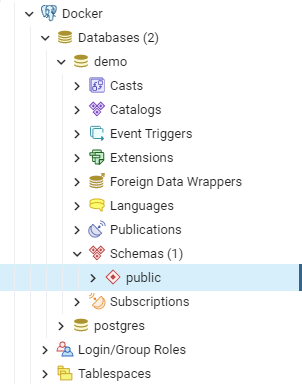 Docker
Databases (2)
demo
Casts
Catalogs
Event Triggers
Extensions
Foreign Data Wrappers
Languages
Publications
Schemas (1)
public
Subscriptions
postgres
Login/Group Roles
Tablespaces